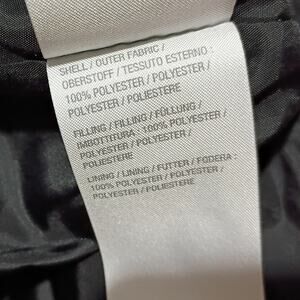 SHELL / OUTER FABRIC /
OBERSTOFF / TESSUTO ESTERNO :
100% POLYESTER / POLYESTER /
POLYESTER / POLIESTERE
FILLING / FILLING / FÜLLUNG /
IMBOTTITURA : 100% POLYESTER /
POLYESTER / POLYESTER /
POLIESTERE
LINING / LINING / FUTTER / FODERA :
100% POLYESTER / POLYESTER /
POLYESTER / POLIESTERE